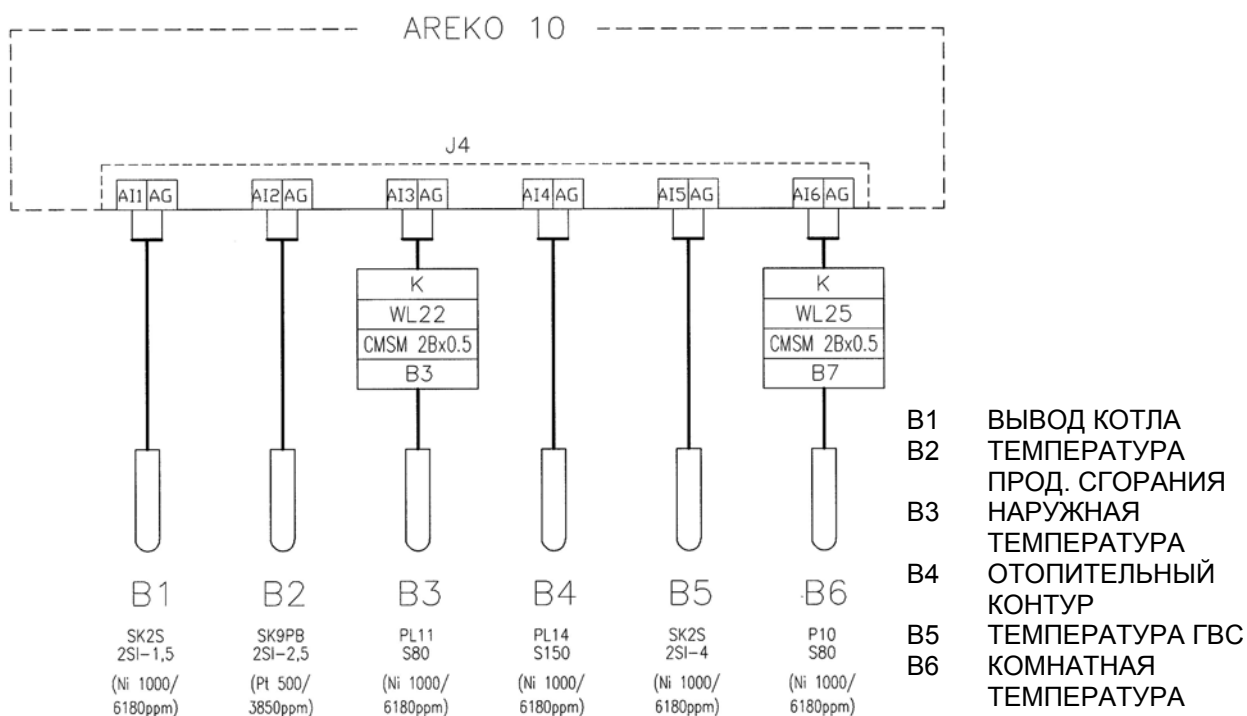 AREKO 10
J4
AI1 AG AI2 AG AI3 AG AI4 AG AI5 AG AI6 AG
K K
WL22 WL25
CMSM 2Bx0.5 CMSM 2Bx0.5
B3 B7
B1 B2 B3 B4 B5 B6
SK2S SK9PB PL11 PL14 SK2S P10
2SI-1,5 2SI-2,5 S80 S150 2SI-4 S80
(Ni 1000/ (Pt 500/ (Ni 1000/ (Ni 1000/ (Ni 1000/ (Ni 1000/
6180ppm) 3850ppm) 6180ppm) 6180ppm) 6180ppm) 6180ppm)
B1 ВЫВОД КОТЛА
B2 ТЕМПЕРАТУРА
ПРОД. СГОРАНИЯ
B3 НАРУЖНАЯ
ТЕМПЕРАТУРА
B4 ОТОПИТЕЛЬНЫЙ
КОНТУР
B5 ТЕМПЕРАТУРА ГВС
B6 КОМНАТНАЯ
ТЕМПЕРАТУРА